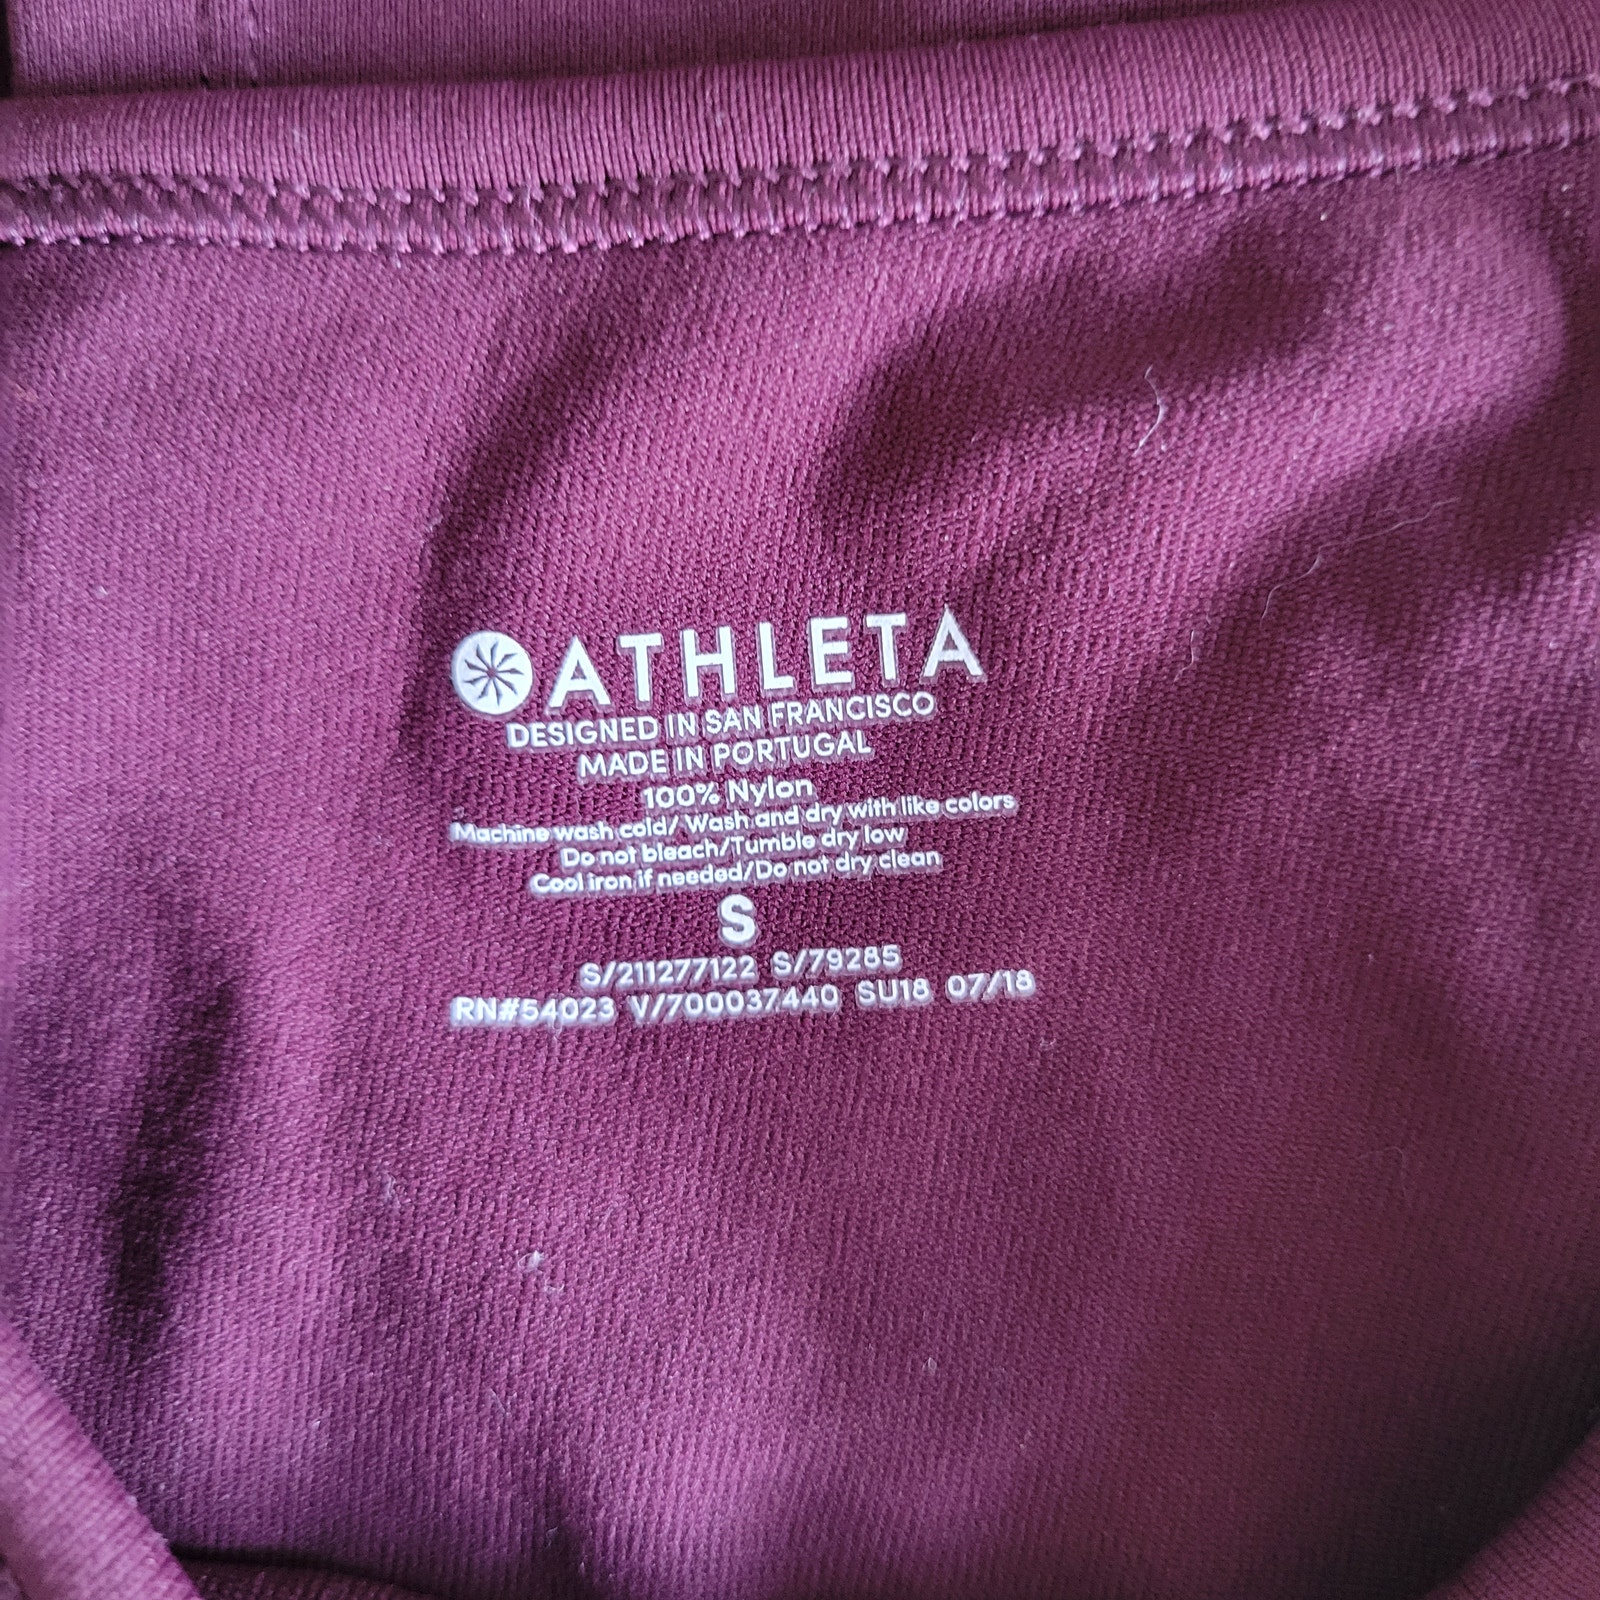 ATHLETA
DESIGNED IN SAN FRANCISCO
MADE IN PORTUGAL
100% Nylon
Machine wash cold/ Wash and dry with like colors
Do not bleach/Tumble dry low
Cool iron if needed/Do not dry clean
S
S/211277122 S/79285
RN#54023 V/700037440 SU18 07/18